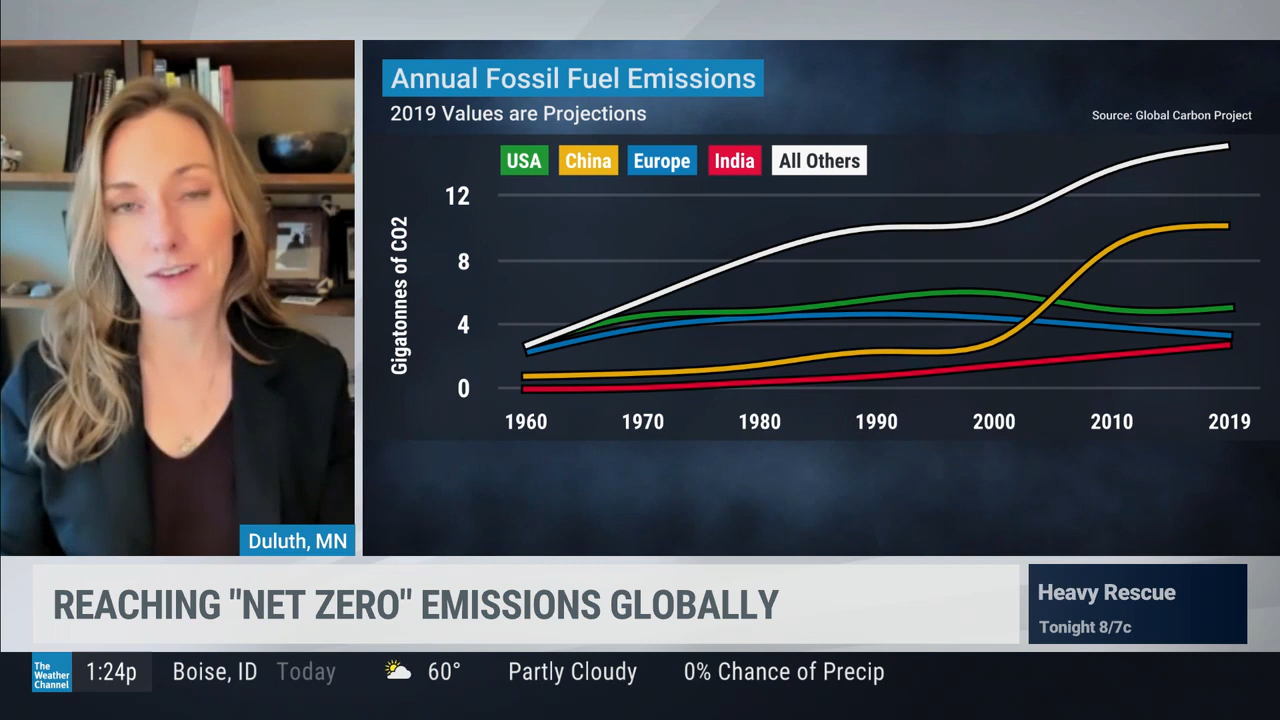 Annual Fossil Fuel Emissions
2019 Values are Projections
Source: Global Carbon Project
USA China Europe India All Others
Gigatonnes of CO2
12
8
4
0
1960 1970 1980 1990 2000 2010 2019
Duluth, MN
REACHING "NET ZERO" EMISSIONS GLOBALLY
Heavy Rescue
Tonight 8/7c
The
Weather
Channel
1:24p Boise, ID Today 60° Partly Cloudy 0% Chance of Precip